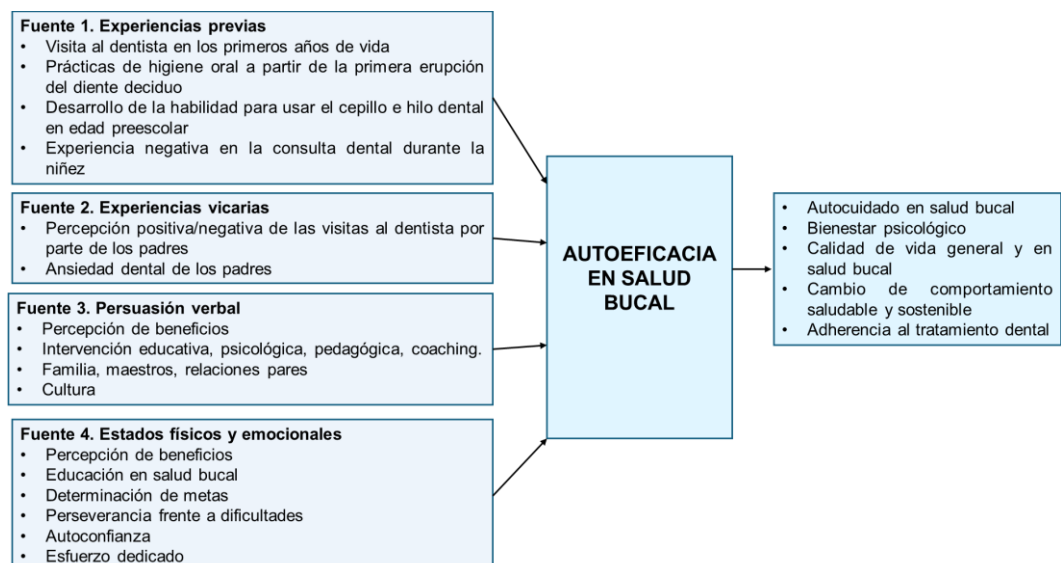 Fuente 1. Experiencias previas
• Visita al dentista en los primeros años de vida
• Prácticas de higiene oral a partir de la primera erupción
del diente deciduo
• Desarrollo de la habilidad para usar el cepillo e hilo dental
en edad preescolar
• Experiencia negativa en la consulta dental durante la
niñez
Fuente 2. Experiencias vicarias
• Percepción positiva/negativa de las visitas al dentista por
parte de los padres
• Ansiedad dental de los padres
Fuente 3. Persuasión verbal
• Percepción de beneficios
• Intervención educativa, psicológica, pedagógica, coaching.
• Familia, maestros, relaciones pares
• Cultura
Fuente 4. Estados físicos y emocionales
• Percepción de beneficios
• Educación en salud bucal
• Determinación de metas
• Perseverancia frente a dificultades
• Autoconfianza
• Esfuerzo dedicado
AUTOEFICACIA
EN SALUD
BUCAL
• Autocuidado en salud bucal
• Bienestar psicológico
• Calidad de vida general y en
salud bucal
• Cambio de comportamiento
saludable y sostenible
• Adherencia al tratamiento dental